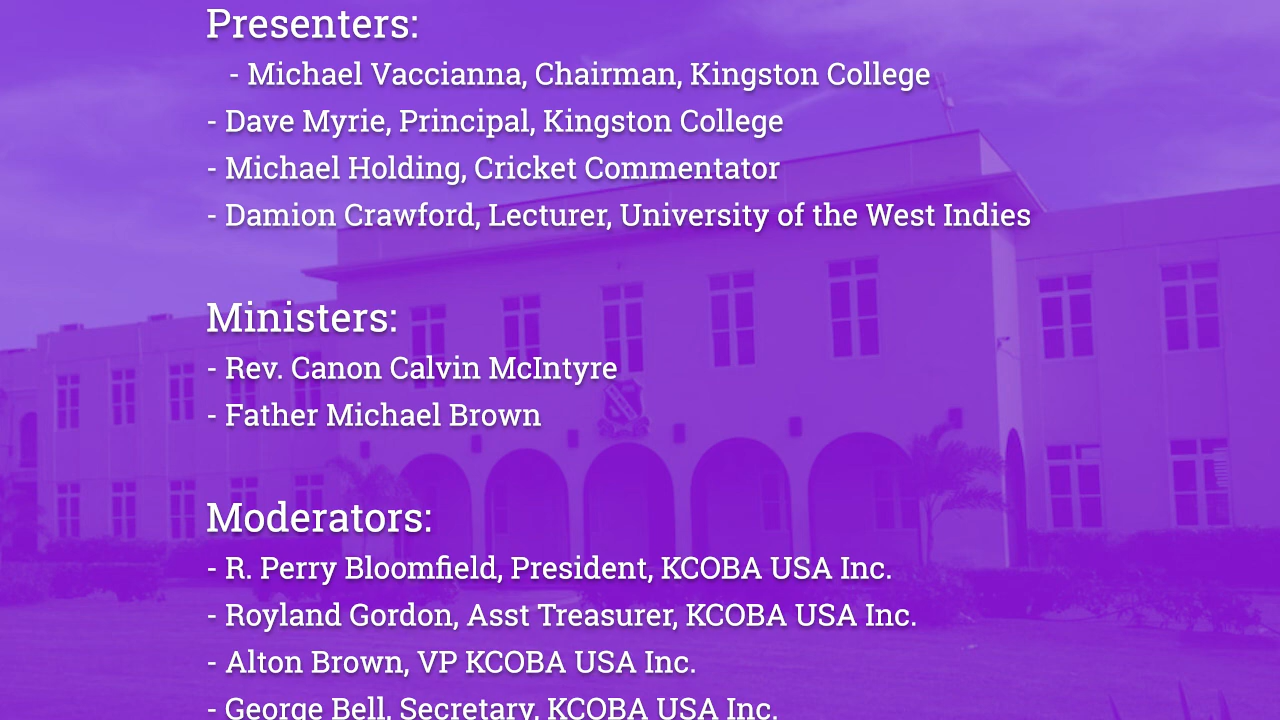 Presenters:
- Michael Vaccianna, Chairman, Kingston College
- Dave Myrie, Principal, Kingston College
- Michael Holding, Cricket Commentator
- Damion Crawford, Lecturer, University of the West Indies
Ministers:
- Rev. Canon Calvin McIntyre
- Father Michael Brown
Moderators:
- R. Perry Bloomfield, President, KCOBA USA Inc.
- Royland Gordon, Asst Treasurer, KCOBA USA Inc.
- Alton Brown, VP KCOBA USA Inc.
- George Bell, Secretary, KCOBA USA Inc.